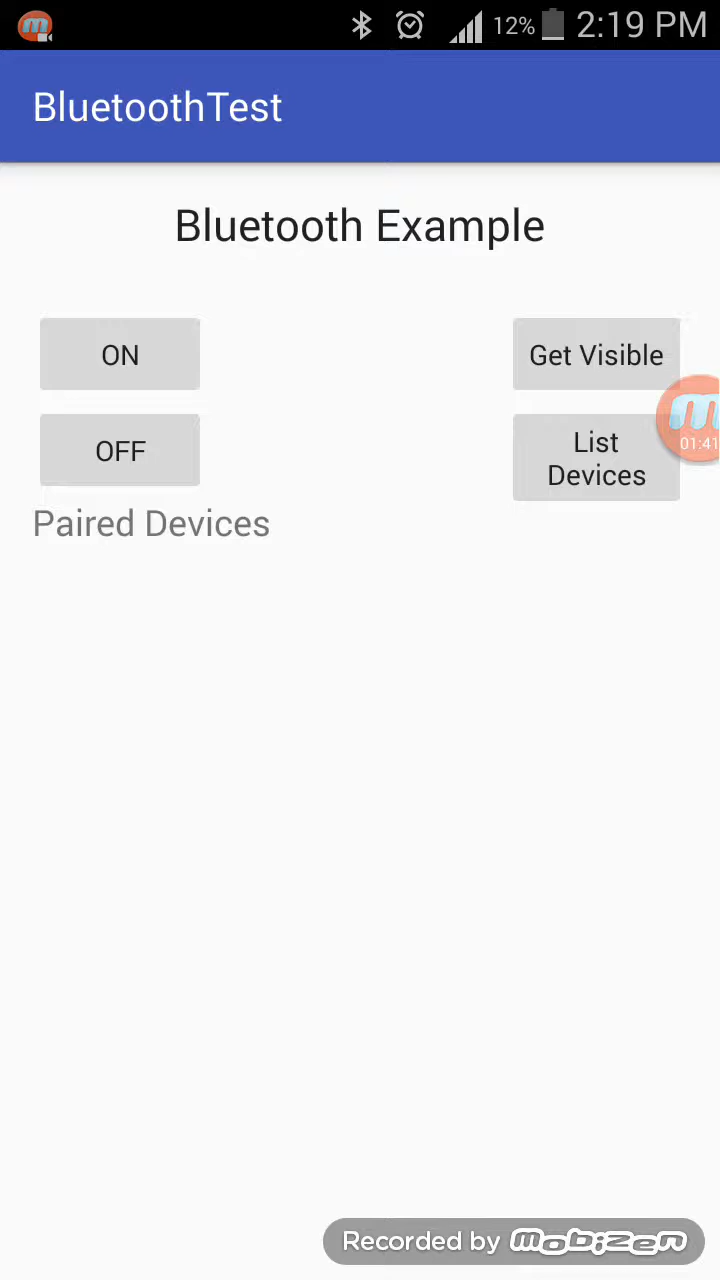 m 12% 2:19 PM
BluetoothTest
Bluetooth Example
ON
Get Visible
OFF
List
Devices
m
01:41
Paired Devices
Recorded by mobizen